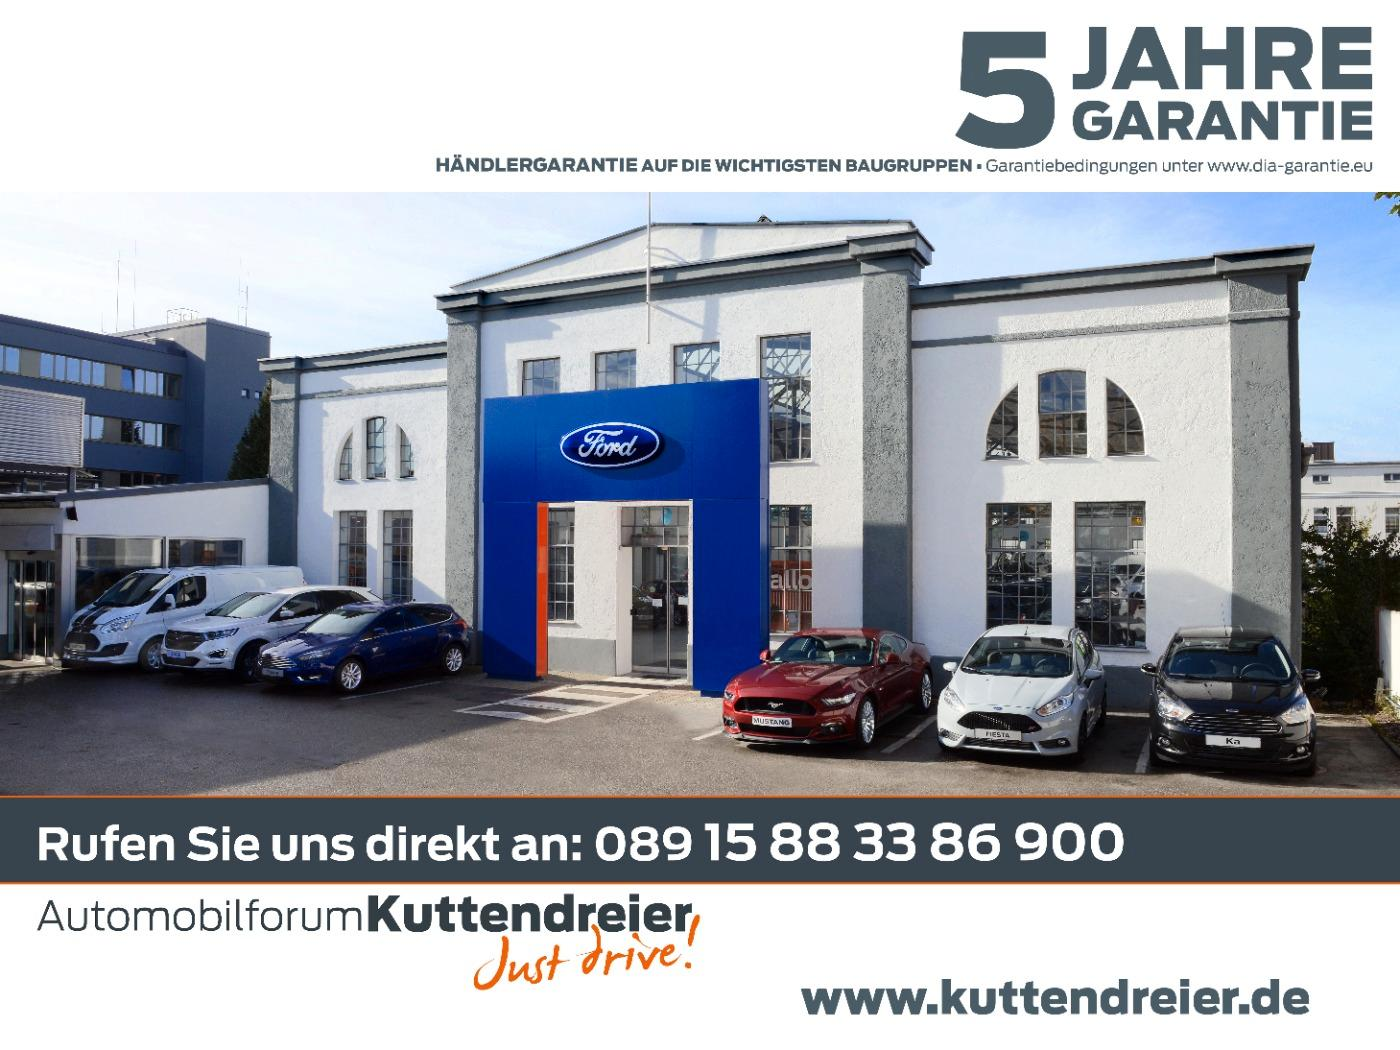 5 JAHRE
GARANTIE
HÄNDLERGARANTIE AUF DIE WICHTIGSTEN BAUGRUPPEN ▪ Garantiebedingungen unter www.dia-garantie.eu
Ford
allo
MUSTANG
FIESTA
Ka
Rufen Sie uns direkt an: 089 15 88 33 86 900
AutomobilforumKuttendreier
Just drive!
www.kuttendreier.de